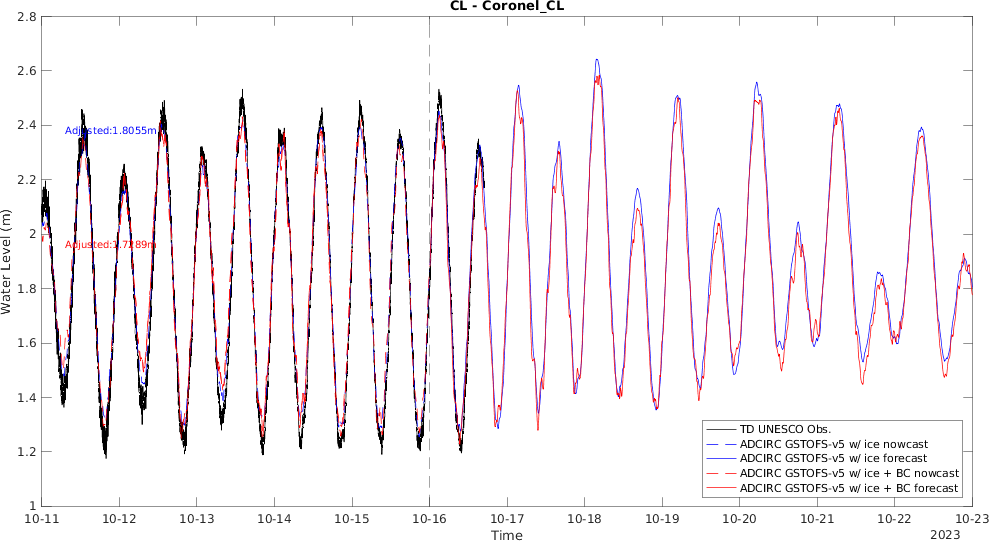 CL - Coronel_CL
2.8
2.6
2.4
2.2
2
1.8
1.6
1.4
1.2
1
Water Level (m)
Adjusted:1.8055m
Adjusted:1.7289m
TD UNESCO Obs.
ADCIRC GSTOFS-v5 w/ ice nowcast
ADCIRC GSTOFS-v5 w/ ice forecast
ADCIRC GSTOFS-v5 w/ ice + BC nowcast
ADCIRC GSTOFS-v5 w/ ice + BC forecast
10-11 10-12 10-13 10-14 10-15 10-16 10-17 10-18 10-19 10-20 10-21 10-22 10-23
Time
2023